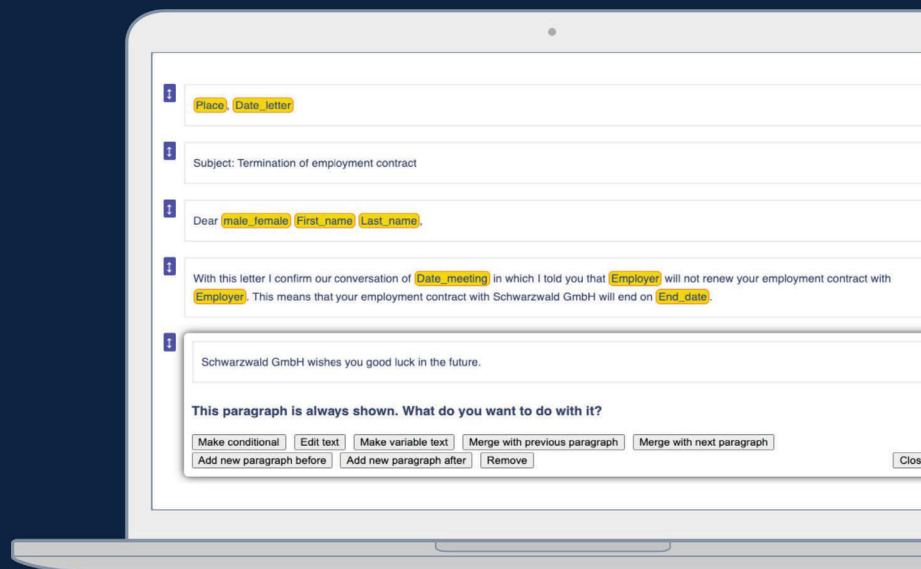 Place, Date_letter
Subject: Termination of employment contract
Dear male_female First_name Last_name,
With this letter I confirm our conversation of Date_meeting in which I told you that Employer will not renew your employment contract with
Employer. This means that your employment contract with Schwarzwald GmbH will end on End_date.
Schwarzwald GmbH wishes you good luck in the future.
This paragraph is always shown. What do you want to do with it?
Make conditional Edit text Make variable text Merge with previous paragraph Merge with next paragraph
Add new paragraph before Add new paragraph after Remove Clos